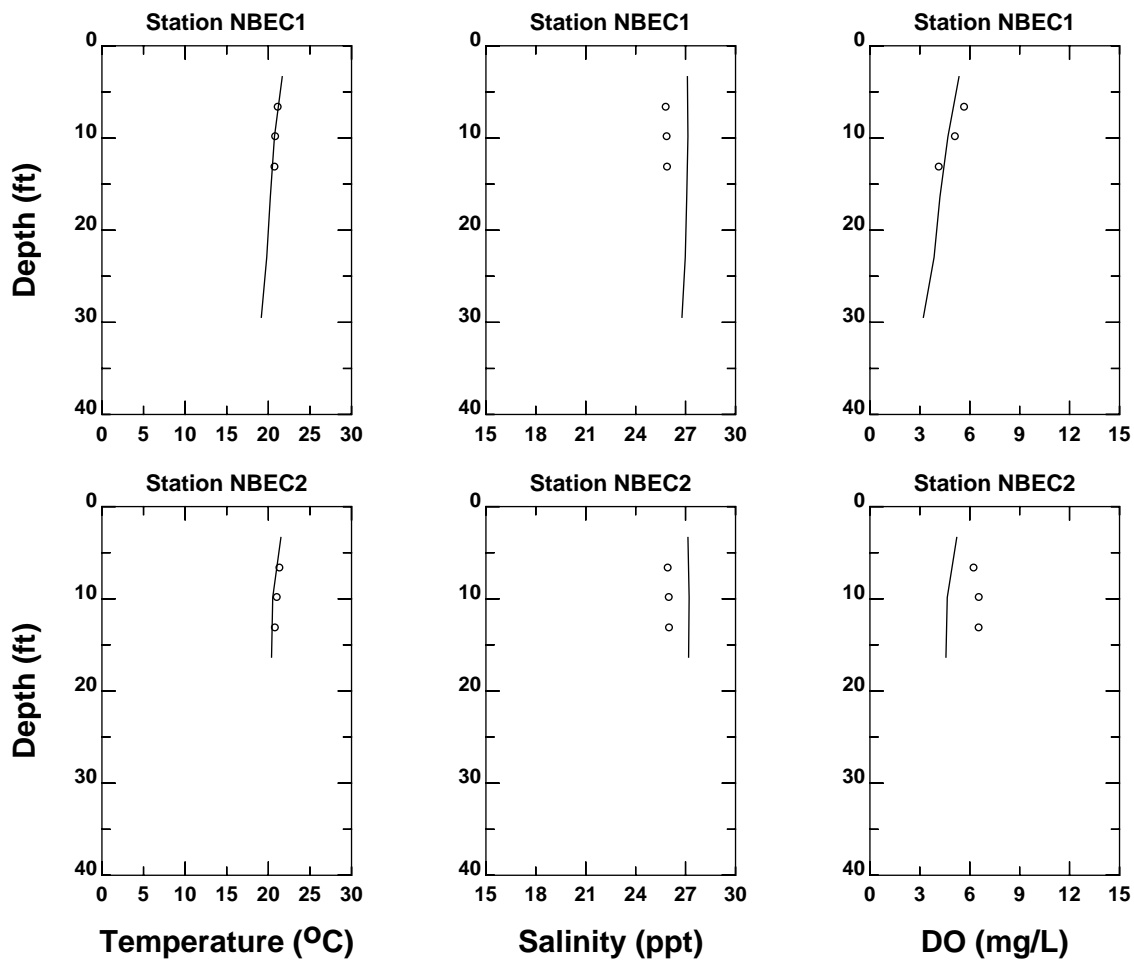 Station NBEC1 Station NBEC1 Station NBEC1
0 0 0
10 10 10
20 20 20
30 30 30
40 40 40
0 5 10 15 20 25 30 15 18 21 24 27 30 0 3 6 9 12 15
Depth (ft)
Station NBEC2 Station NBEC2 Station NBEC2
0 0 0
10 10 10
20 20 20
30 30 30
40 40 40
0 5 10 15 20 25 30 15 18 21 24 27 30 0 3 6 9 12 15
Depth (ft)
Temperature (ºC) Salinity (ppt) DO (mg/L)